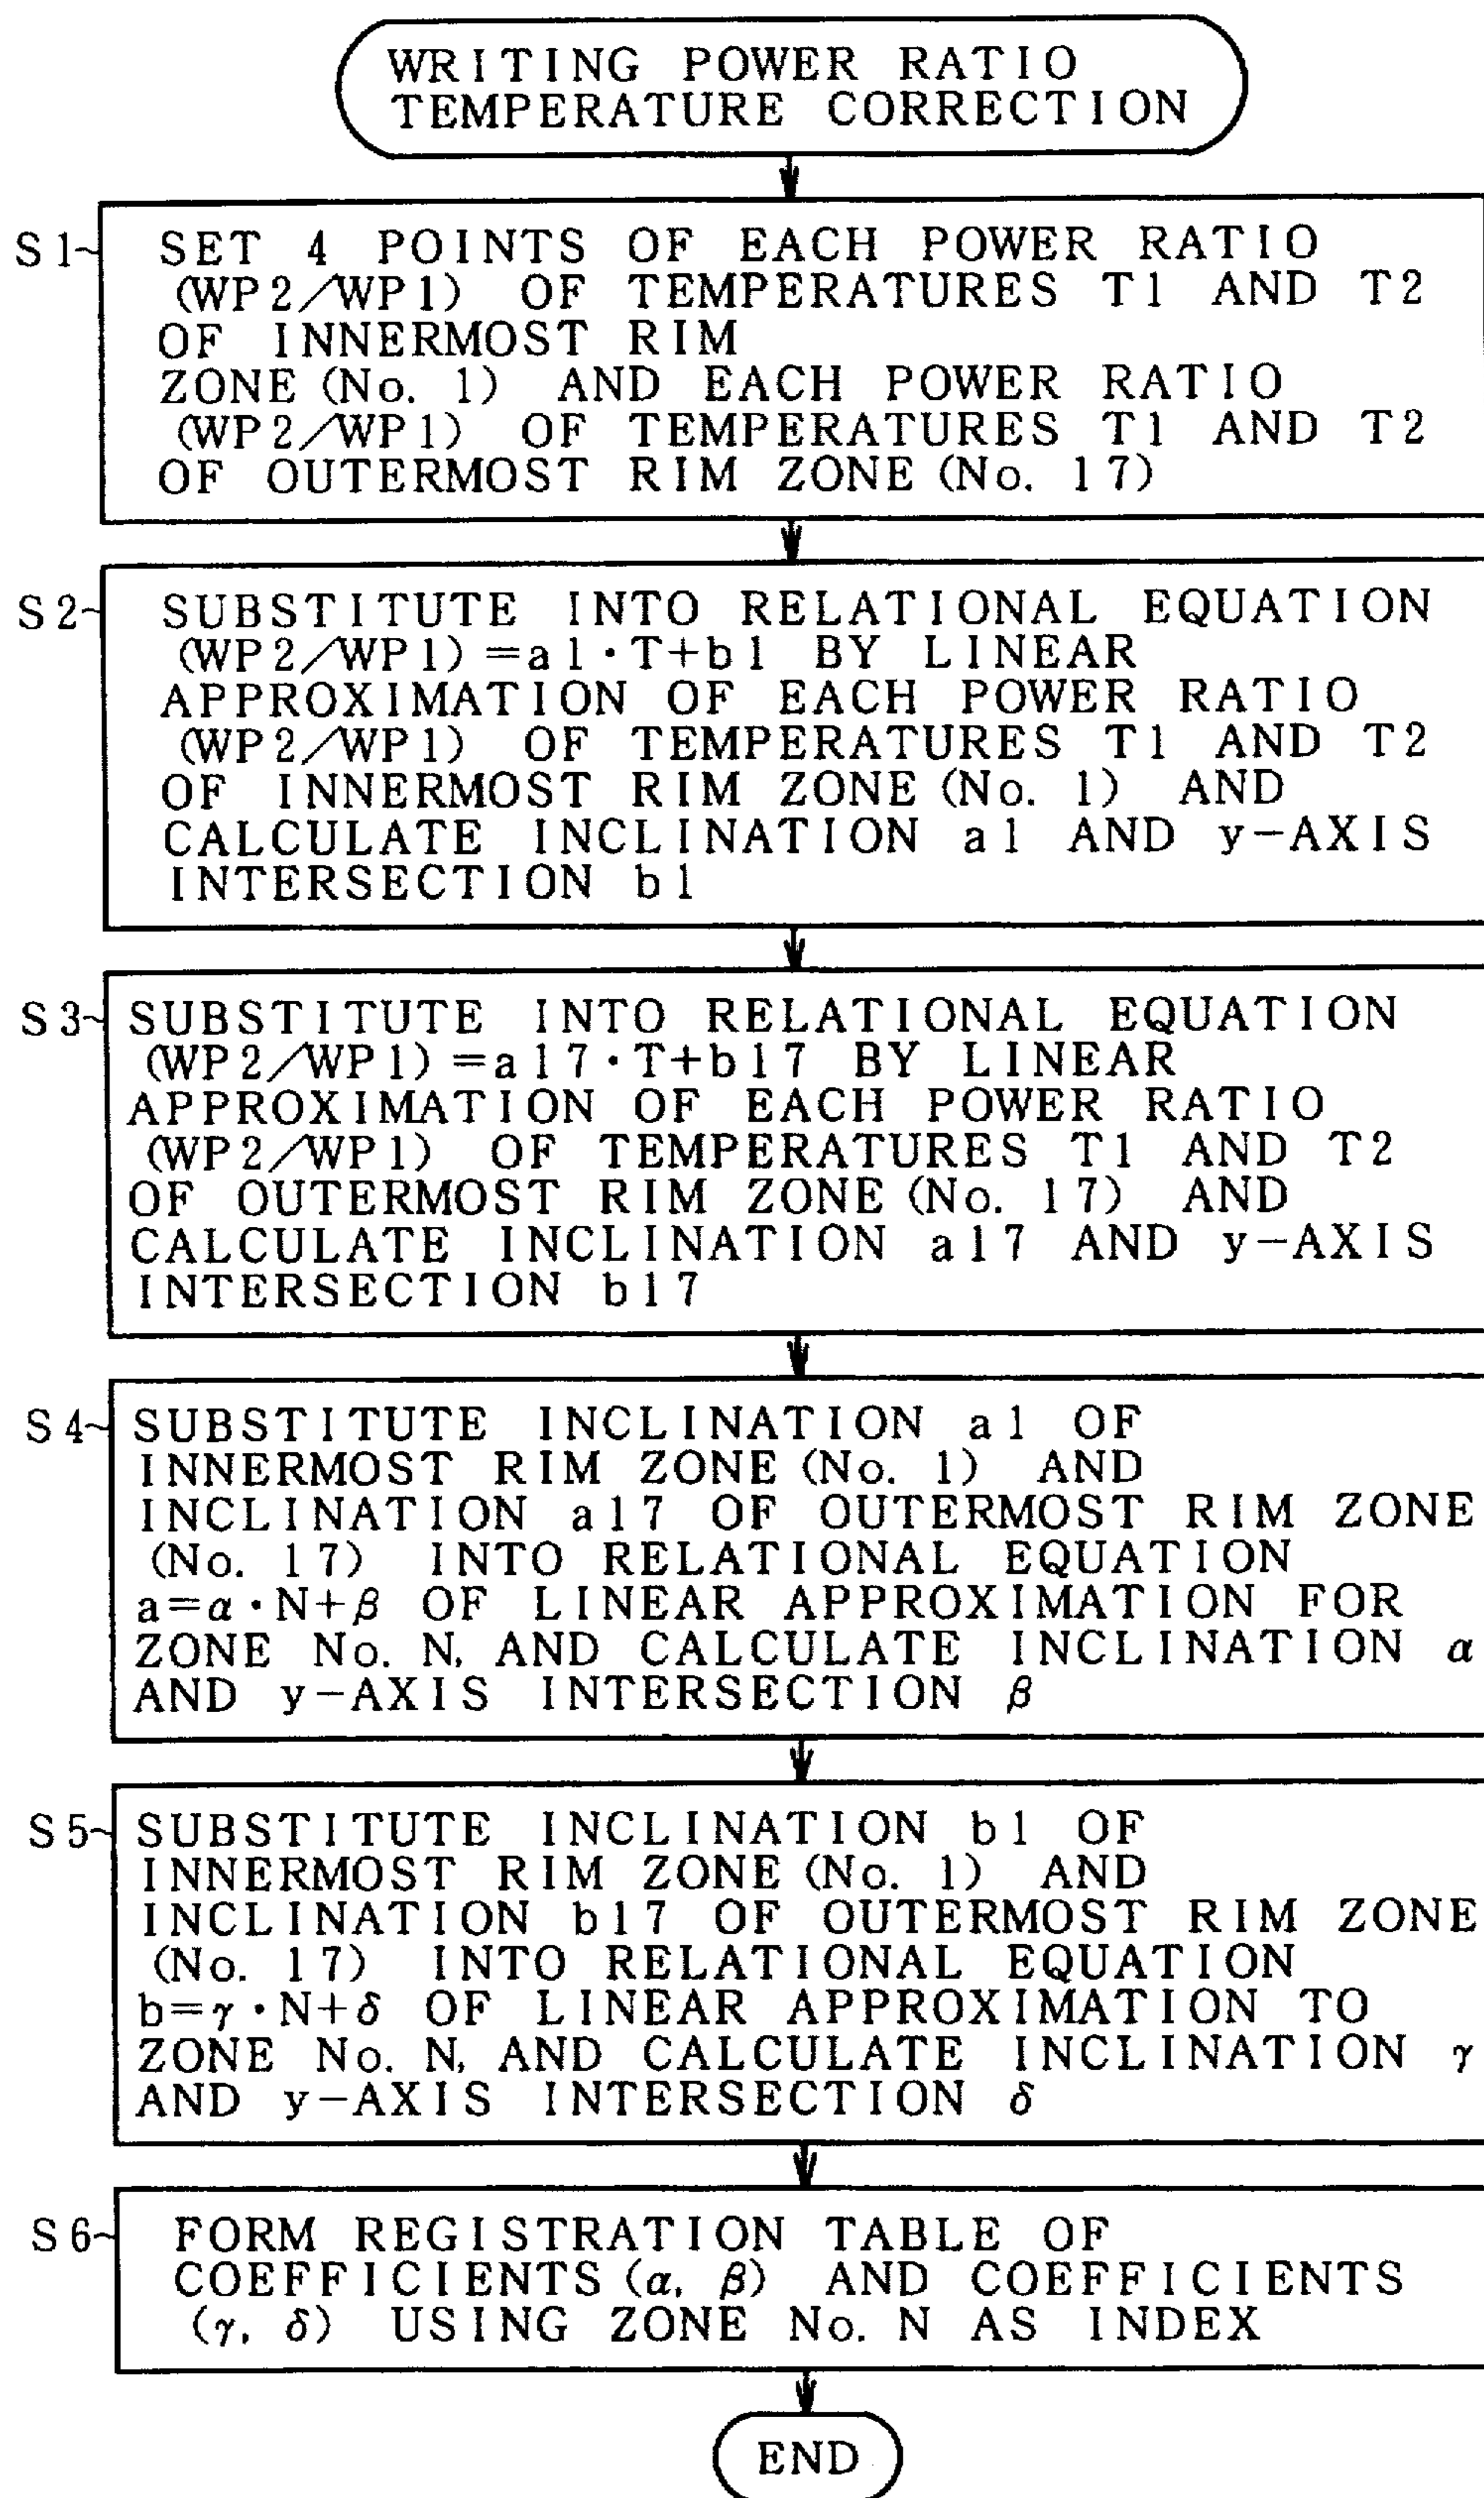 WRITING POWER RATIO
TEMPERATURE CORRECTION
S1
SET 4 POINTS OF EACH POWER RATIO
(WP2/WP1) OF TEMPERATURES T1 AND T2
OF INNERMOST RIM
ZONE (No. 1) AND EACH POWER RATIO
(WP2/WP1) OF TEMPERATURES T1 AND T2
OF OUTERMOST RIM ZONE (No. 17)
S2
SUBSTITUTE INTO RELATIONAL EQUATION
(WP2/WP1)=a1·T+b1 BY LINEAR
APPROXIMATION OF EACH POWER RATIO
(WP2/WP1) OF TEMPERATURES T1 AND T2
OF INNERMOST RIM ZONE (No. 1) AND
CALCULATE INCLINATION a1 AND y-AXIS
INTERSECTION b1
S3
SUBSTITUTE INTO RELATIONAL EQUATION
(WP2/WP1)=a17·T+b17 BY LINEAR
APPROXIMATION OF EACH POWER RATIO
(WP2/WP1) OF TEMPERATURES T1 AND T2
OF OUTERMOST RIM ZONE (No. 17) AND
CALCULATE INCLINATION a17 AND y-AXIS
INTERSECTION b17
S4
SUBSTITUTE INCLINATION a1 OF
INNERMOST RIM ZONE (No. 1) AND
INCLINATION a17 OF OUTERMOST RIM ZONE
(No. 17) INTO RELATIONAL EQUATION
a=α·N+β OF LINEAR APPROXIMATION FOR
ZONE No. N, AND CALCULATE INCLINATION α
AND y-AXIS INTERSECTION β
S5
SUBSTITUTE INCLINATION b1 OF
INNERMOST RIM ZONE (No. 1) AND
INCLINATION b17 OF OUTERMOST RIM ZONE
(No. 17) INTO RELATIONAL EQUATION
b=γ·N+δ OF LINEAR APPROXIMATION TO
ZONE No. N, AND CALCULATE INCLINATION γ
AND y-AXIS INTERSECTION δ
S6
FORM REGISTRATION TABLE OF
COEFFICIENTS (α, β) AND COEFFICIENTS
(γ, δ) USING ZONE No. N AS INDEX
END